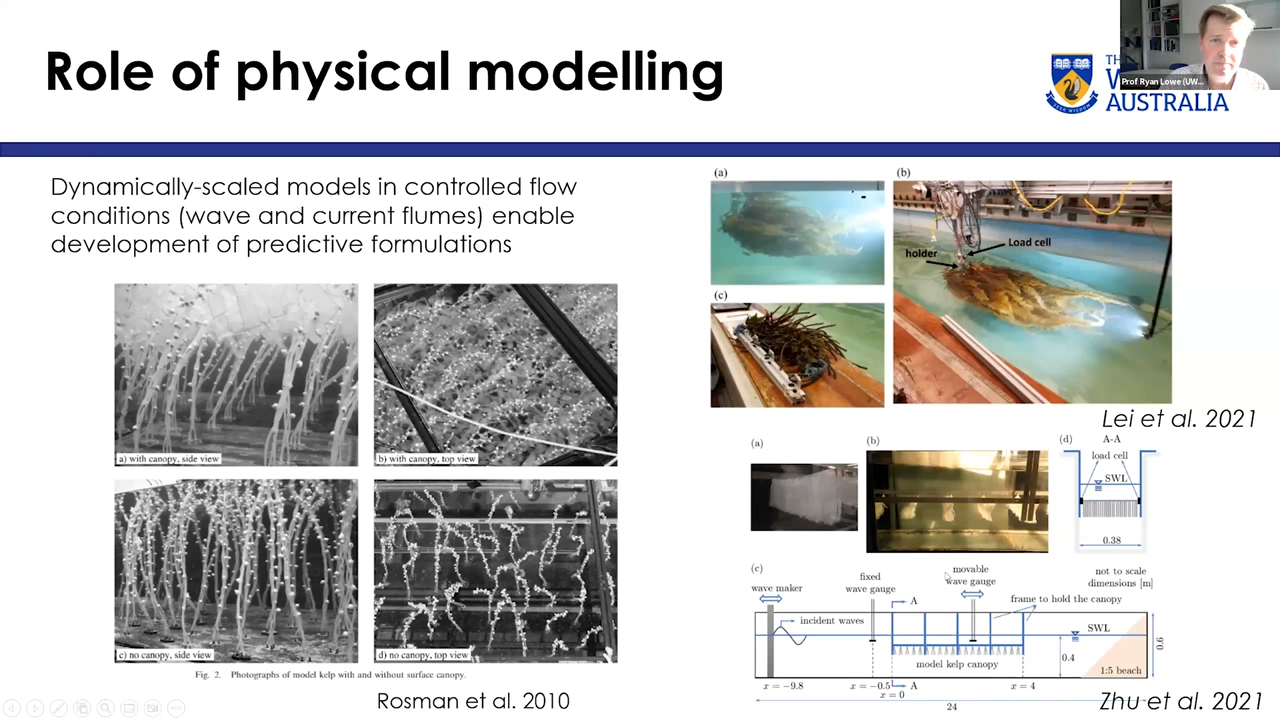 Role of physical modelling
TH
W
AUSTRALIA
Prof Ryan Lowe (UW...
Dynamically-scaled models in controlled flow
conditions (wave and current flumes) enable
development of predictive formulations
a) with canopy, side view
b) with canopy, top view
c) no canopy, side view
d) no canopy, top view
Fig. 2. Photographs of model kelp with and without surface canopy.
Rosman et al. 2010
(a)
(b)
Load cell
holder
(c)
Lei et al. 2021
(a)
(b)
(d)
A-A
load cell
SWL
0.38
not to scale
dimensions [m]
(c)
wave maker
fixed
wave gauge
movable
wave gauge
frame to hold the canopy
A
incident waves
SWL
0.4
0.6
model kelp canopy
1:5 beach
x = −9.8
x = −0.5
A
x = 0
x = 4
24
Zhu et al. 2021